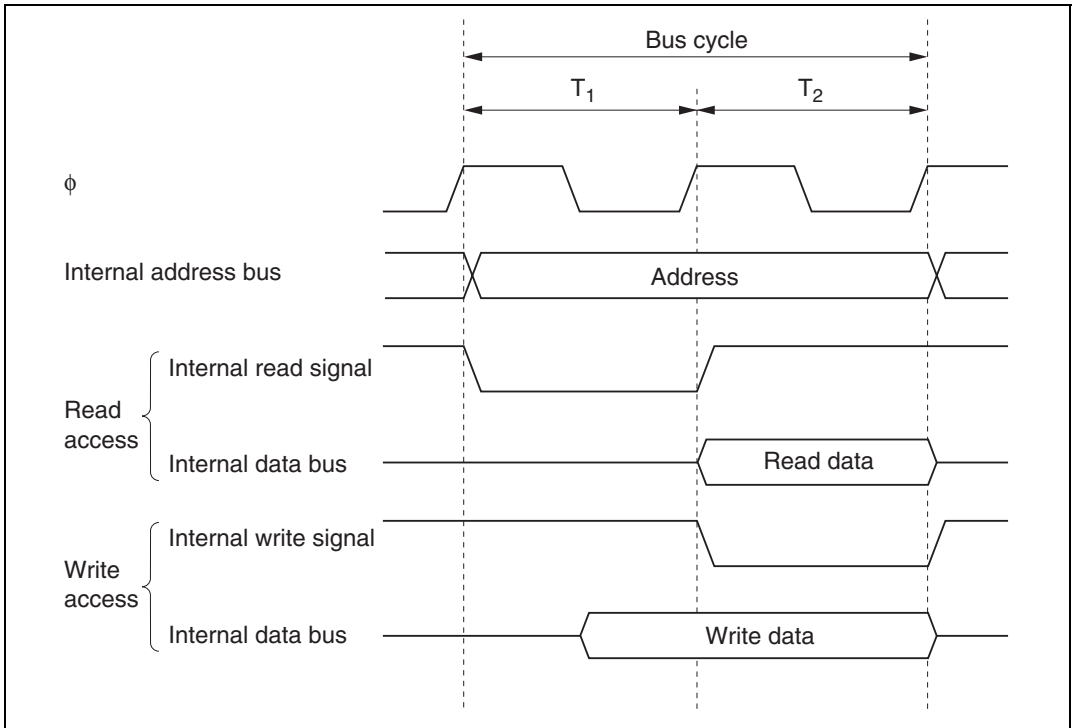 Bus cycle
T1
T2
ϕ
Internal address bus
Address
Read
access
Internal read signal
Internal data bus
Read data
Write
access
Internal write signal
Internal data bus
Write data